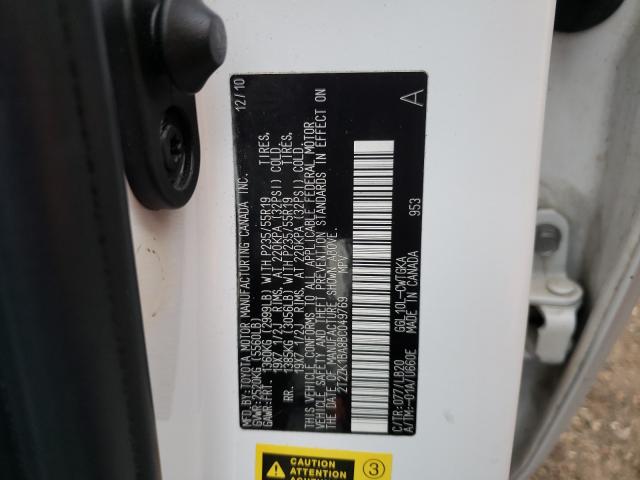 MFD.BY:TOYOTA MOTOR MANUFACTURING CANADA INC. 12/10
GVWR:2520KG(5560LB)
GAWR:FRT. 1360KG(2999LB)WITH P235/55R19 TIRES,
19X7 1/2J RIMS, AT 220KPA(32PSI)COLD.
RR. 1385KG(3056LB)WITH P235/55R19 TIRES,
19X7 1/2J RIMS, AT 220KPA(32PSI)COLD.
THIS VEHICLE CONFORMS TO ALL APPLICABLE FEDERAL MOTOR
VEHICLE SAFETY AND THEFT PREVENTION STANDARDS IN EFFECT ON
THE DATE OF MANUFACTURE SHOWN ABOVE.
2T2ZK1BA8BC049769 MPV
C/TR:077/LB20 GGL10L-CWTGKA A
A/TM:-01A/U660E MADE IN CANADA 953
CAUTION
ATTENTION
③